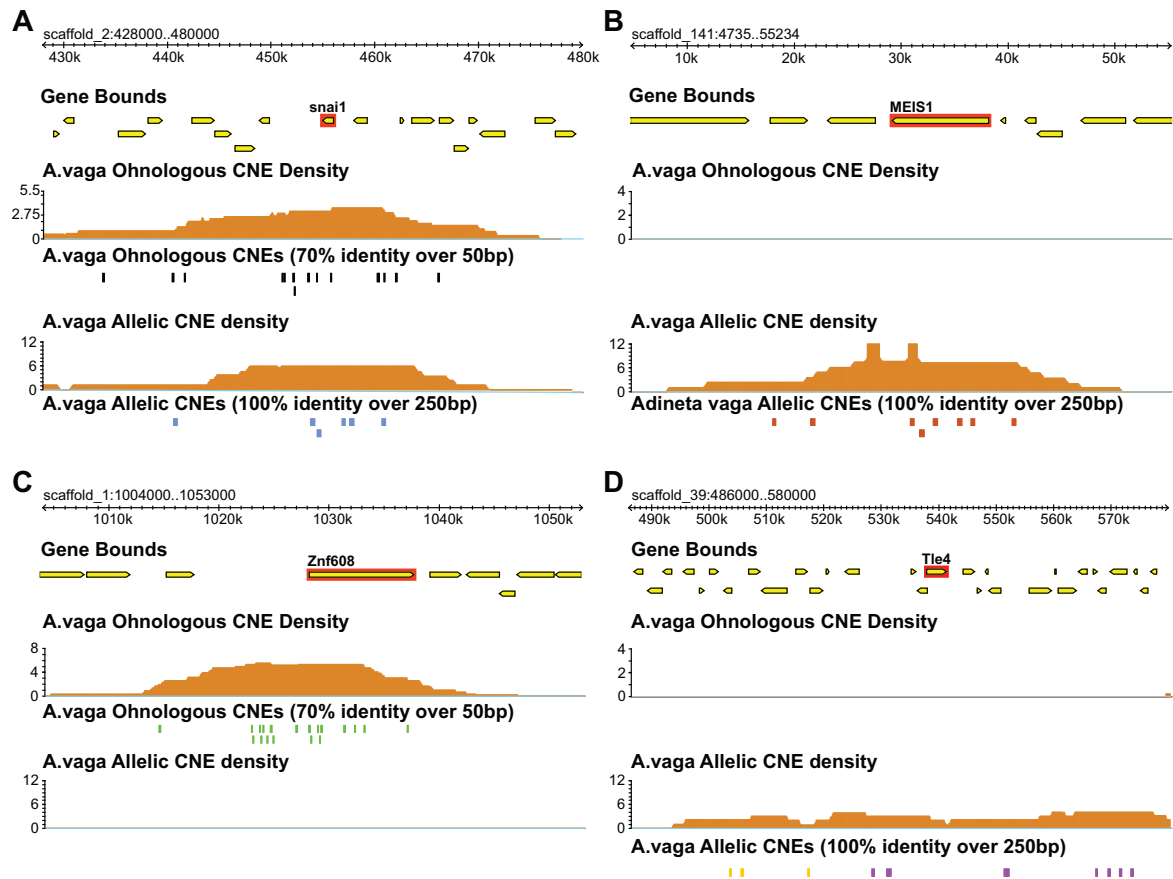 A
scaffold_2:428000..480000
430k 440k 450k 460k 470k 480k
Gene Bounds
snai1
A.vaga Ohnologous CNE Density
5.5
2.75
0
A.vaga Ohnologous CNEs (70% identity over 50bp)
A.vaga Allelic CNE density
12
6
0
A.vaga Allelic CNEs (100% identity over 250bp)
B
scaffold_141:4735..55234
10k 20k 30k 40k 50k
Gene Bounds
MEIS1
A.vaga Ohnologous CNE Density
4
2
0
A.vaga Allelic CNE density
12
6
0
Adineta vaga Allelic CNEs (100% identity over 250bp)
C
scaffold_1:1004000..1053000
1010k 1020k 1030k 1040k 1050k
Gene Bounds
Znf608
A.vaga Ohnologous CNE Density
8
4
0
A.vaga Ohnologous CNEs (70% identity over 50bp)
A.vaga Allelic CNE density
12
6
0
D
scaffold_39:486000..580000
490k 500k 510k 520k 530k 540k 550k 560k 570k
Gene Bounds
Tle4
A.vaga Ohnologous CNE Density
4
2
0
A.vaga Allelic CNE density
12
6
0
A.vaga Allelic CNEs (100% identity over 250bp)